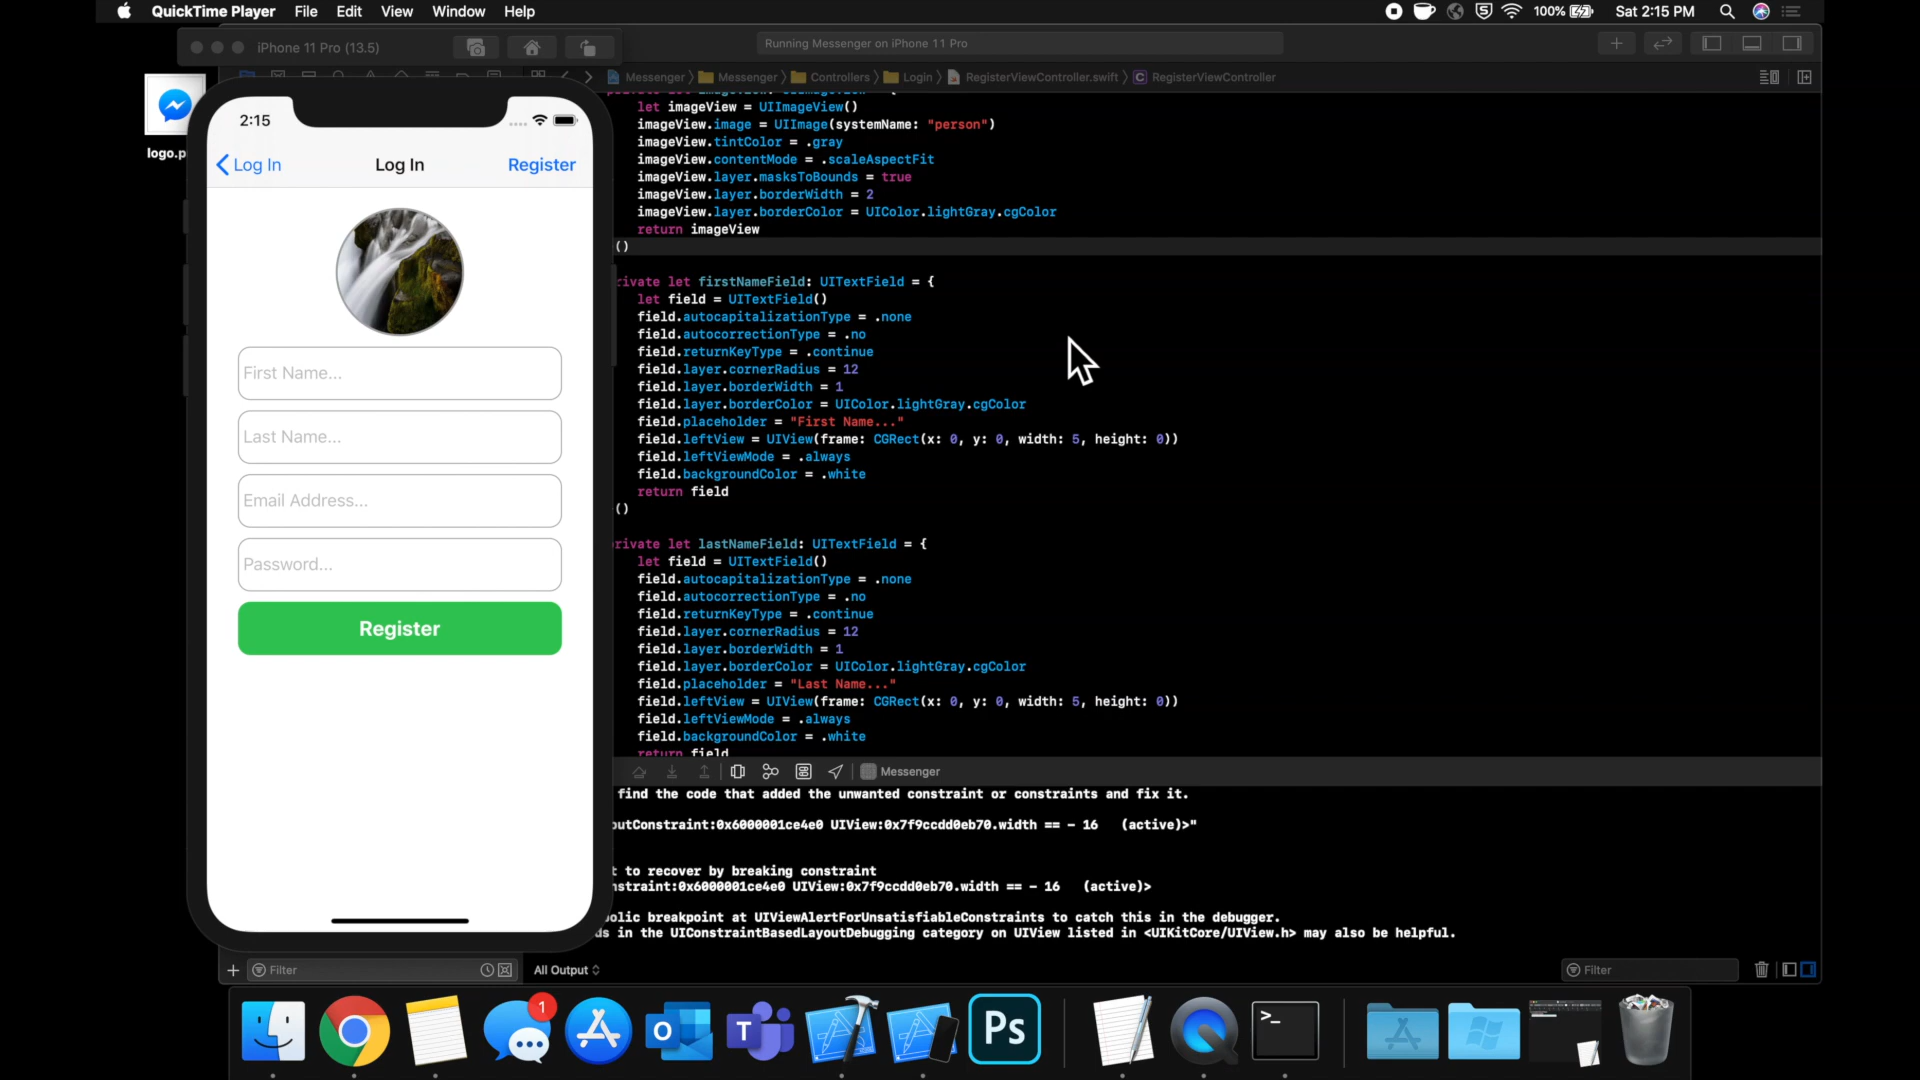 QuickTime Player File Edit View Window Help
100% Sat 2:15 PM
iPhone 11 Pro (13.5)
Running Messenger on iPhone 11 Pro
Messenger Messenger Controllers Login RegisterViewController.swift RegisterViewController
logo.p
2:15
Log In
Log In
Register
First Name...
Last Name...
Email Address...
Password...
Register
let imageView = UIImageView()
imageView.image = UIImage(systemName: "person")
imageView.tintColor = .gray
imageView.contentMode = .scaleAspectFit
imageView.layer.masksToBounds = true
imageView.layer.borderWidth = 2
imageView.layer.borderColor = UIColor.lightGray.cgColor
return imageView
()
rivate let firstNameField: UITextField = {
let field = UITextField()
field.autocapitalizationType = .none
field.autocorrectionType = .no
field.returnKeyType = .continue
field.layer.cornerRadius = 12
field.layer.borderWidth = 1
field.layer.borderColor = UIColor.lightGray.cgColor
field.placeholder = "First Name..."
field.leftView = UIView(frame: CGRect(x: 0, y: 0, width: 5, height: 0))
field.leftViewMode = .always
field.backgroundColor = .white
return field
()
rivate let lastNameField: UITextField = {
let field = UITextField()
field.autocapitalizationType = .none
field.autocorrectionType = .no
field.returnKeyType = .continue
field.layer.cornerRadius = 12
field.layer.borderWidth = 1
field.layer.borderColor = UIColor.lightGray.cgColor
field.placeholder = "Last Name..."
field.leftView = UIView(frame: CGRect(x: 0, y: 0, width: 5, height: 0))
field.leftViewMode = .always
field.backgroundColor = .white
return field
Messenger
find the code that added the unwanted constraint or constraints and fix it.
utConstraint:0x6000001ce4e0 UIView:0x7f9ccdd0eb70.width == - 16 (active)>"
t to recover by breaking constraint
nstraint:0x6000001ce4e0 UIView:0x7f9ccdd0eb70.width == - 16 (active)>
olic breakpoint at UIViewAlertForUnsatisfiableConstraints to catch this in the debugger.
ds in the UIConstraintBasedLayoutDebugging category on UIView listed in <UIKitCore/UIView.h> may also be helpful.
Filter
All Output
Filter
1
Ps